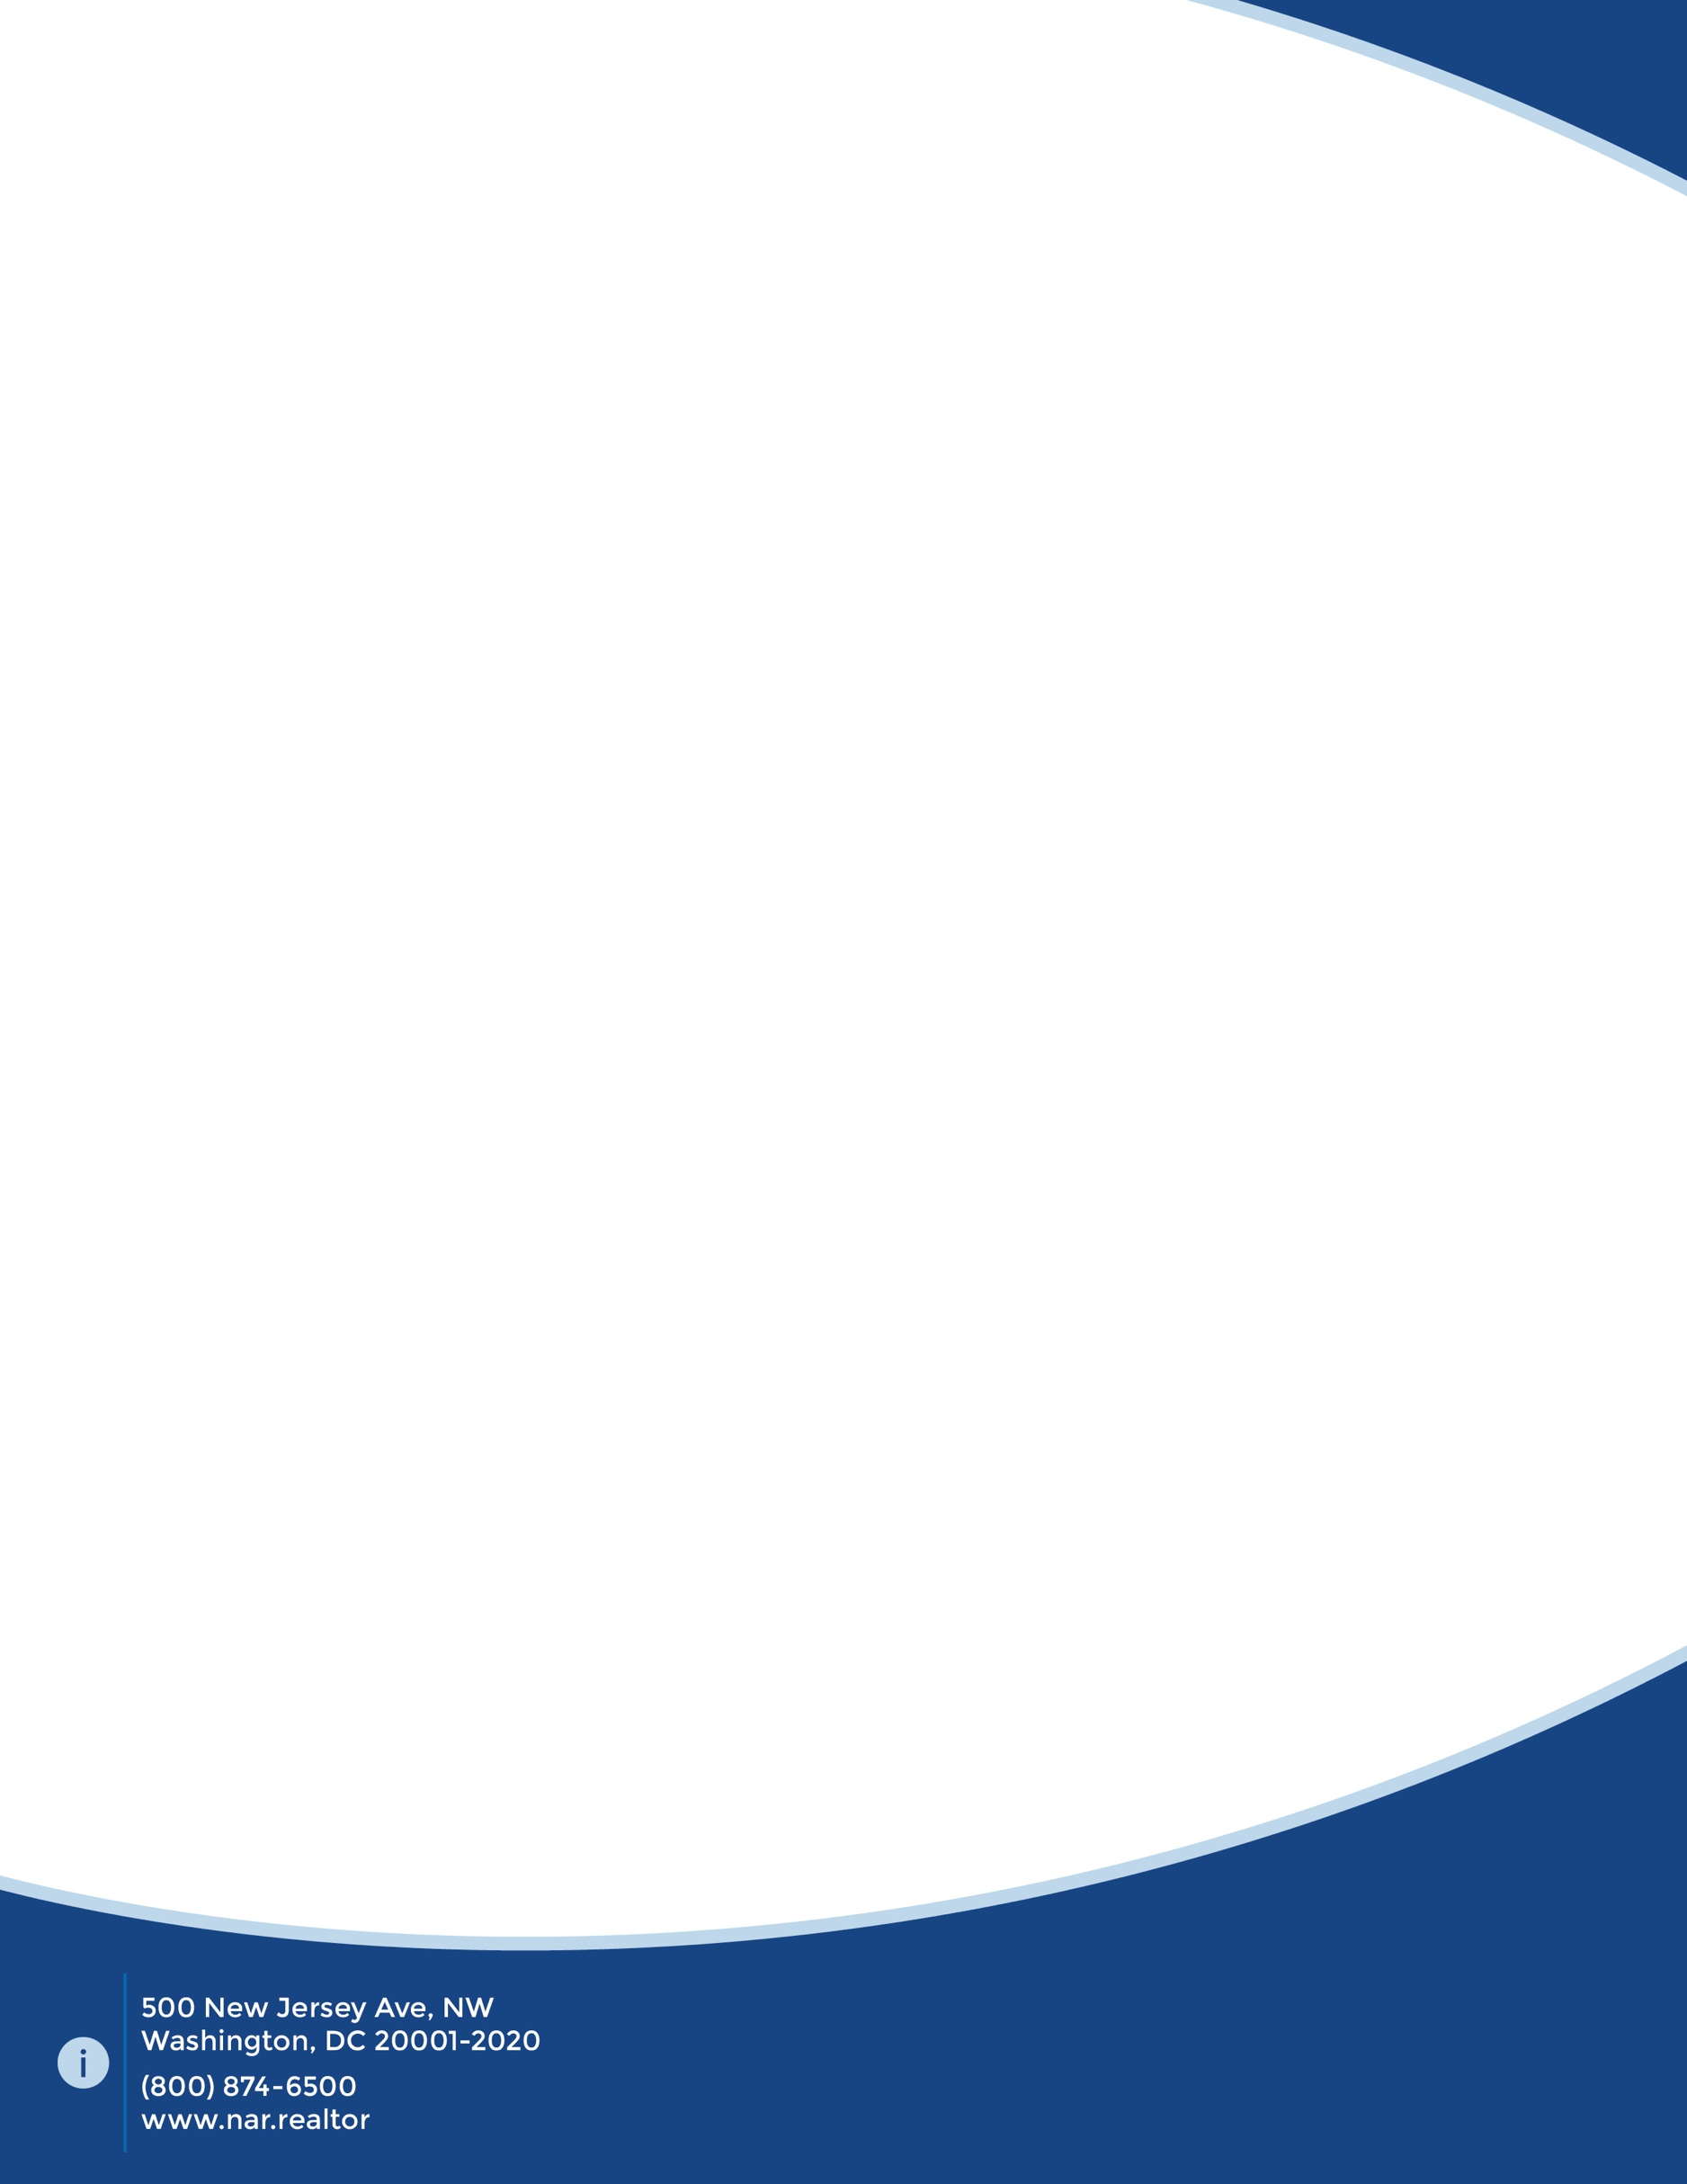 500 New Jersey Ave, NW
Washington, DC 20001-2020
(800) 874-6500
www.nar.realtor